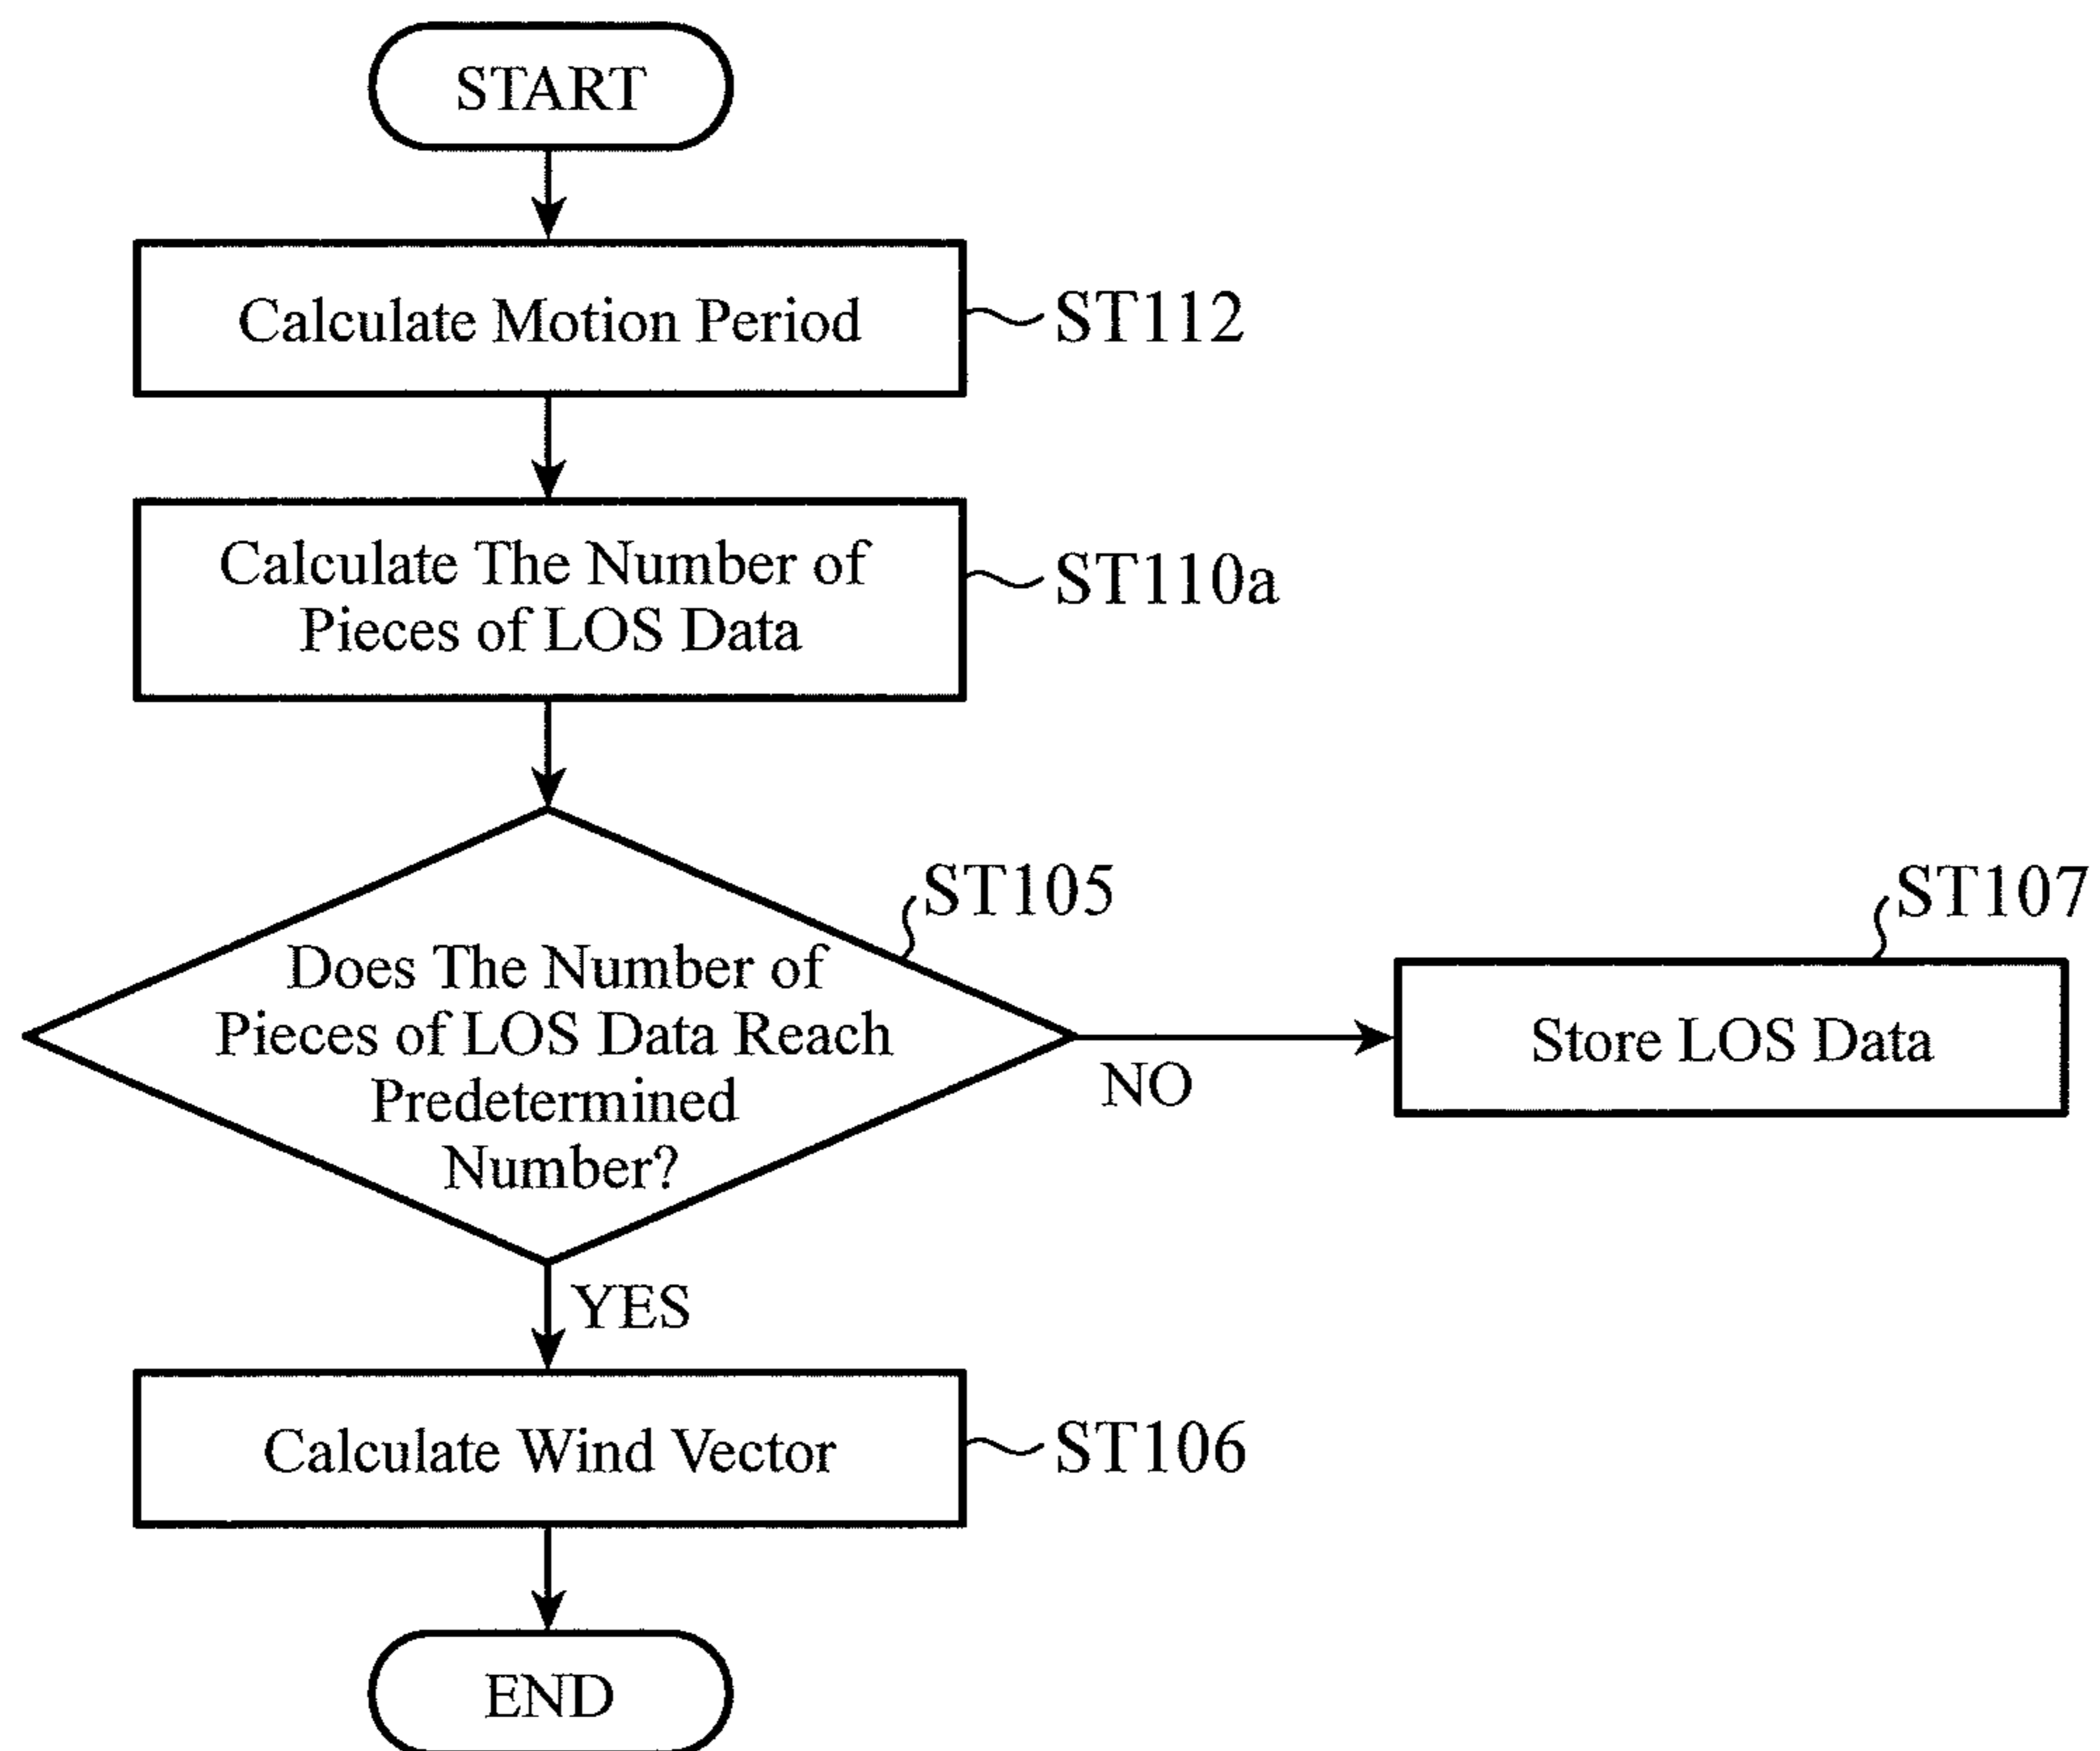 START
Calculate Motion Period
ST112
Calculate The Number of
Pieces of LOS Data
ST110a
ST105
Does The Number of
Pieces of LOS Data Reach
Predetermined
Number?
NO
ST107
Store LOS Data
YES
Calculate Wind Vector
ST106
END